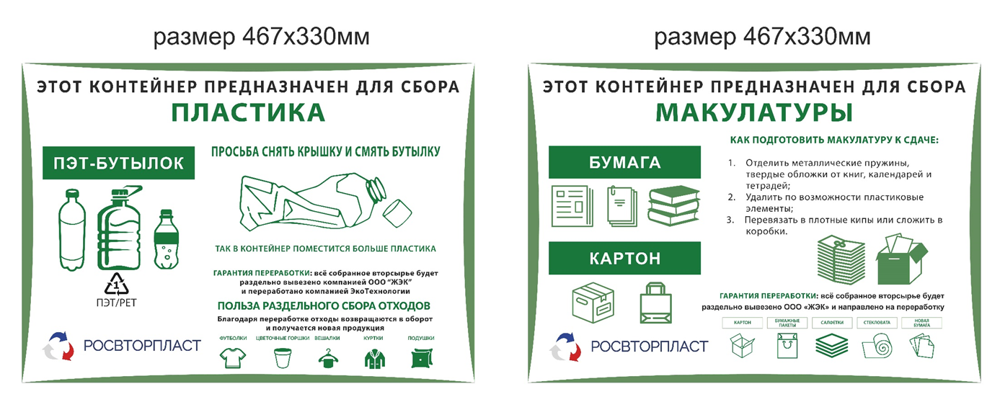 размер 467х330мм
ЭТОТ КОНТЕЙНЕР ПРЕДНАЗНАЧЕН ДЛЯ СБОРА
ПЛАСТИКА
ПЭТ-БУТЫЛОК
1
ПЭТ/PET
ПРОСЬБА СНЯТЬ КРЫШКУ И СМЯТЬ БУТЫЛКУ
ТАК В КОНТЕЙНЕР ПОМЕСТИТСЯ БОЛЬШЕ ПЛАСТИКА
ГАРАНТИЯ ПЕРЕРАБОТКИ: всё собранное вторсырье будет
раздельно вывезено компанией ООО "ЖЭК"
и переработано компанией ЭкоТехнологии
ПОЛЬЗА РАЗДЕЛЬНОГО СБОРА ОТХОДОВ
Благодаря переработке отходы возвращаются в оборот
и получается новая продукция
ФУТБОЛКИ ЦВЕТОЧНЫЕ ГОРШКИ ВЕШАЛКИ КУРТКИ ПОДУШКИ
РОСВТОРПЛАСТ
размер 467х330мм
ЭТОТ КОНТЕЙНЕР ПРЕДНАЗНАЧЕН ДЛЯ СБОРА
МАКУЛАТУРЫ
БУМАГА
КАРТОН
КАК ПОДГОТОВИТЬ МАКУЛАТУРУ К СДАЧЕ:
1. Отделить металлические пружины,
твердые обложки от книг, календарей и
тетрадей;
2. Удалить по возможности пластиковые
элементы;
3. Перевязать в плотные кипы или сложить в
коробки.
ГАРАНТИЯ ПЕРЕРАБОТКИ: всё собранное вторсырье будет
раздельно вывезено ООО «ЖЭК» и направлено на переработку
КАРТОН БУМАЖНЫЕ ПАКЕТЫ САЛФЕТКИ СТЕКЛОВАТА НОВАЯ БУМАГА
РОСВТОРПЛАСТ